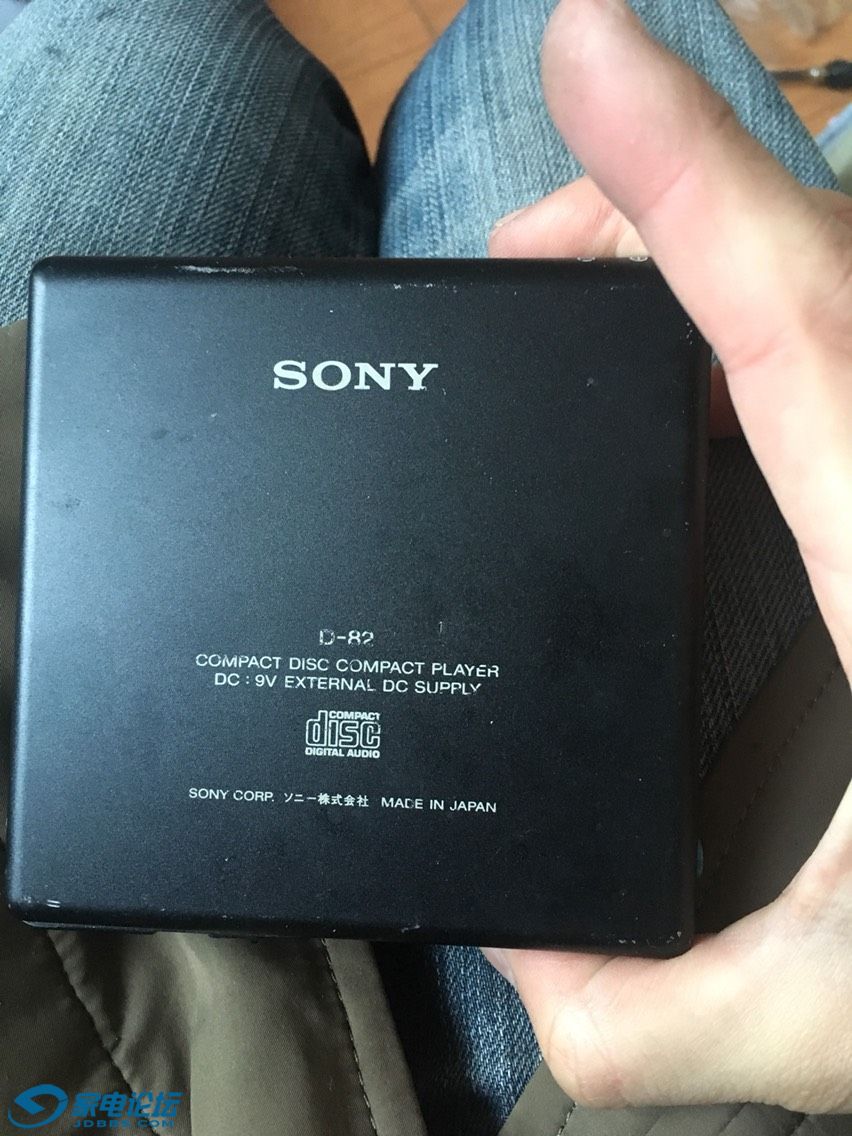 SONY
D-82
COMPACT DISC COMPACT PLAYER
DC : 9V EXTERNAL DC SUPPLY
COMPACT
disc
DIGITAL AUDIO
SONY CORP. ソニー株式会社 MADE IN JAPAN
家电论坛
JDBBS.COM